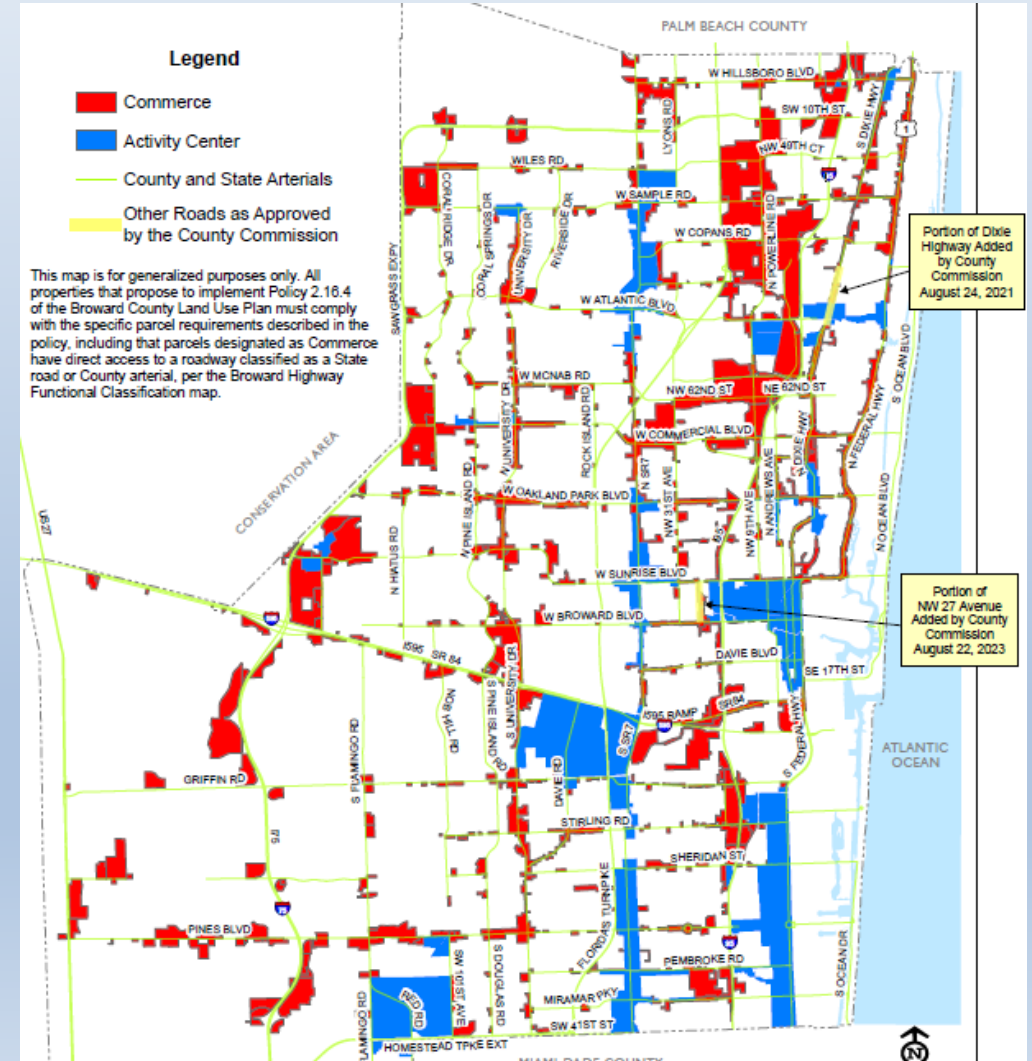 PALM BEACH COUNTY
Legend
Commerce
Activity Center
County and State Arterials
Other Roads as Approved
by the County Commission
This map is for generalized purposes only. All
properties that propose to implement Policy 2.16.4
of the Broward County Land Use Plan must comply
with the specific parcel requirements described in the
policy, including that parcels designated as Commerce
have direct access to a roadway classified as a State
road or County arterial, per the Broward Highway
Functional Classification map.
W HILLSBORO BLVD
SW 10TH ST
LYONS RD
S DIXIE HWY
1
NW 49TH CT
95
WILES RD
CORAL RIDGE DR
CORAL SPRINGS DR
UNIVERSITY DR
RIVERSIDE DR
W SAMPLE RD
N POWERLINE RD
W COPANS RD
SAWGRASS EXPY
W ATLANTIC BLVD
Portion of Dixie
Highway Added
by County
Commission
August 24, 2021
S OCEAN BLVD
W MCNAB RD
NW 62ND ST
NE 62ND ST
N UNIVERSITY DR
ROCK ISLAND RD
W COMMERCIAL BLVD
N DIXIE HWY
N FEDERAL HWY
CONSERVATION AREA
N PINE ISLAND RD
N SR7
NW 31ST AVE
NW 9TH AVE
N ANDREWS AVE
N OCEAN BLVD
W OAKLAND PARK BLVD
US 27
N HIATUS RD
I 95
W SUNRISE BLVD
W BROWARD BLVD
Portion of
NW 27 Avenue
Added by County
Commission
August 22, 2023
I595 SR 84
DAVIE BLVD
SE 17TH ST
NOB HILL RD
S PINE ISLAND RD
S UNIVERSITY DR
I595 RAMP
SR84
S SR7
S FEDERAL HWY
ATLANTIC
OCEAN
GRIFFIN RD
S FLAMINGO RD
DAVIE RD
I75
STIRLING RD
SHERIDAN ST
FLORIDAS TURNPIKE
75
PINES BLVD
95
SW 101ST AVE
S DOUGLAS RD
PEMBROKE RD
S OCEAN DR
RED RD
MIRAMAR PKY
FLAMINGO RD
SW 41ST ST
HOMESTEAD TPKE EXT
MIAMI-DADE COUNTY
N